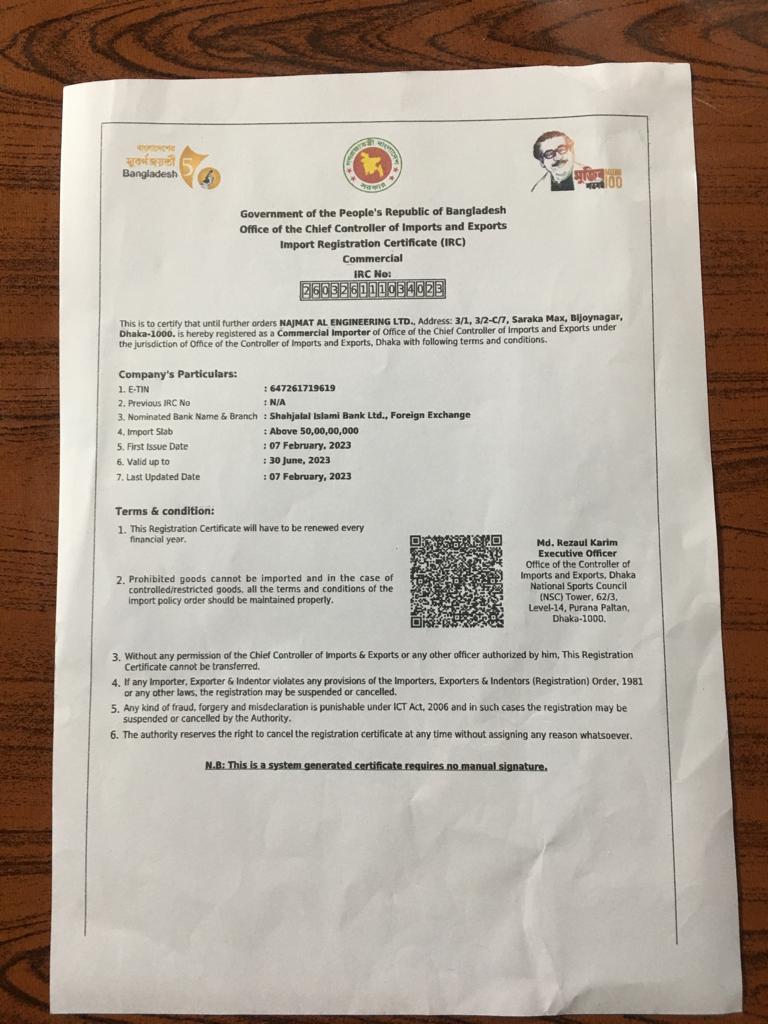 বাংলাদেশের
সুবর্ণজয়ন্তী
Bangladesh 50
গণপ্রজাতন্ত্রী বাংলাদেশ
সরকার
মুজিব
শতবর্ষ 100
Government of the People's Republic of Bangladesh
Office of the Chief Controller of Imports and Exports
Import Registration Certificate (IRC)
Commercial
IRC No:
260326111034023
This is to certify that until further orders NAJMAT AL ENGINEERING LTD., Address: 3/1, 3/2-C/7, Saraka Max, Bijoynagar,
Dhaka-1000. is hereby registered as a Commercial Importer of Office of the Chief Controller of Imports and Exports under
the jurisdiction of Office of the Controller of Imports and Exports, Dhaka with following terms and conditions.
Company's Particulars:
1. E-TIN : 647261719619
2. Previous IRC No : N/A
3. Nominated Bank Name & Branch : Shahjalal Islami Bank Ltd., Foreign Exchange
4. Import Slab : Above 50,00,00,000
5. First Issue Date : 07 February, 2023
6. Valid up to : 30 June, 2023
7. Last Updated Date : 07 February, 2023
Terms & condition:
1. This Registration Certificate will have to be renewed every
financial year.
2. Prohibited goods cannot be imported and in the case of
controlled/restricted goods, all the terms and conditions of the
import policy order should be maintained properly.
Md. Rezaul Karim
Executive Officer
Office of the Controller of
Imports and Exports, Dhaka
National Sports Council
(NSC) Tower, 62/3,
Level-14, Purana Paltan,
Dhaka-1000.
3. Without any permission of the Chief Controller of Imports & Exports or any other officer authorized by him, This Registration
Certificate cannot be transferred.
4. If any Importer, Exporter & Indentor violates any provisions of the Importers, Exporters & Indentors (Registration) Order, 1981
or any other laws, the registration may be suspended or cancelled.
5. Any kind of fraud, forgery and misdeclaration is punishable under ICT Act, 2006 and in such cases the registration may be
suspended or cancelled by the Authority.
6. The authority reserves the right to cancel the registration certificate at any time without assigning any reason whatsoever.
N.B: This is a system generated certificate requires no manual signature.